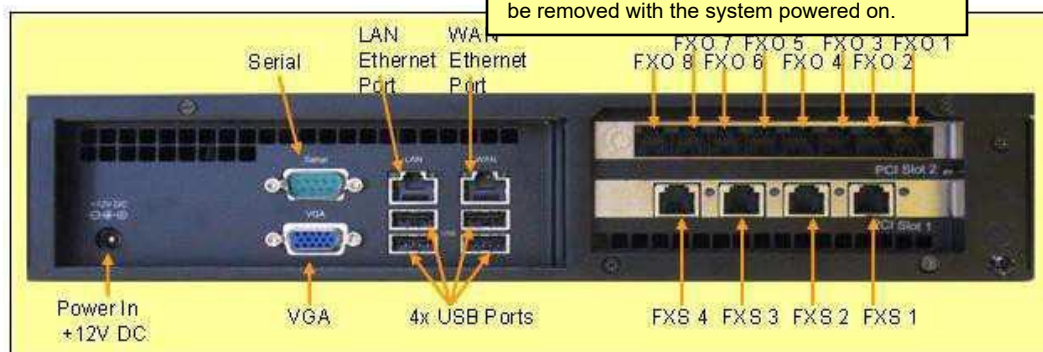 be removed with the system powered on.
LAN
Ethernet
Port
WAN
Ethernet
Port
Serial
FXO 7 FXO 5 FXO 3 FXO 1
FXO 8 FXO 6 FXO 4 FXO 2
Serial
LAN
WAN
PCI Slot 2
+12V DC
VGA
USB
PCI Slot 1
Power In
+12V DC
VGA
4x USB Ports
FXS 4 FXS 3 FXS 2 FXS 1